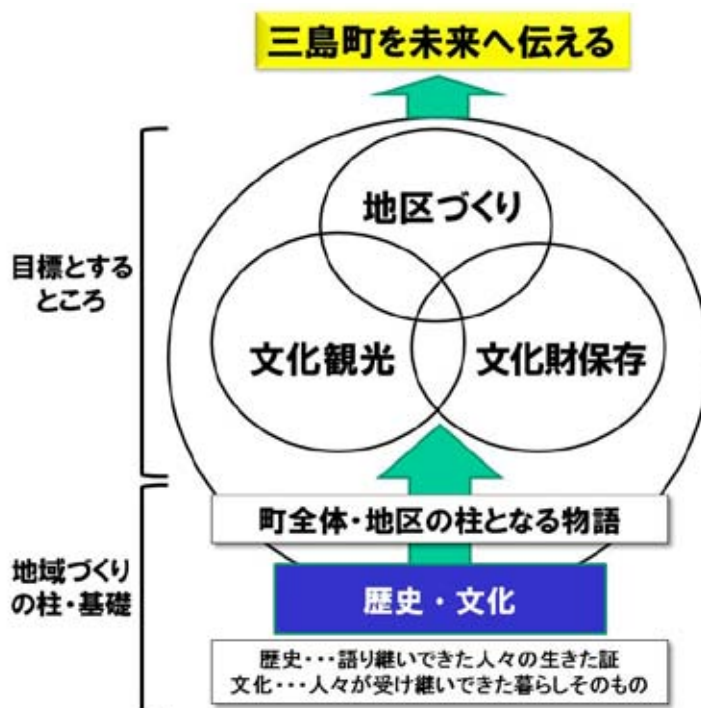 三島町を未来へ伝える
地区づくり
目標とする
ところ
文化観光
文化財保存
町全体・地区の柱となる物語
地域づくり
の柱・基礎
歴史・文化
歴史・・・語り継いできた人々の生きた証
文化・・・人々が受け継いできた暮らしそのもの